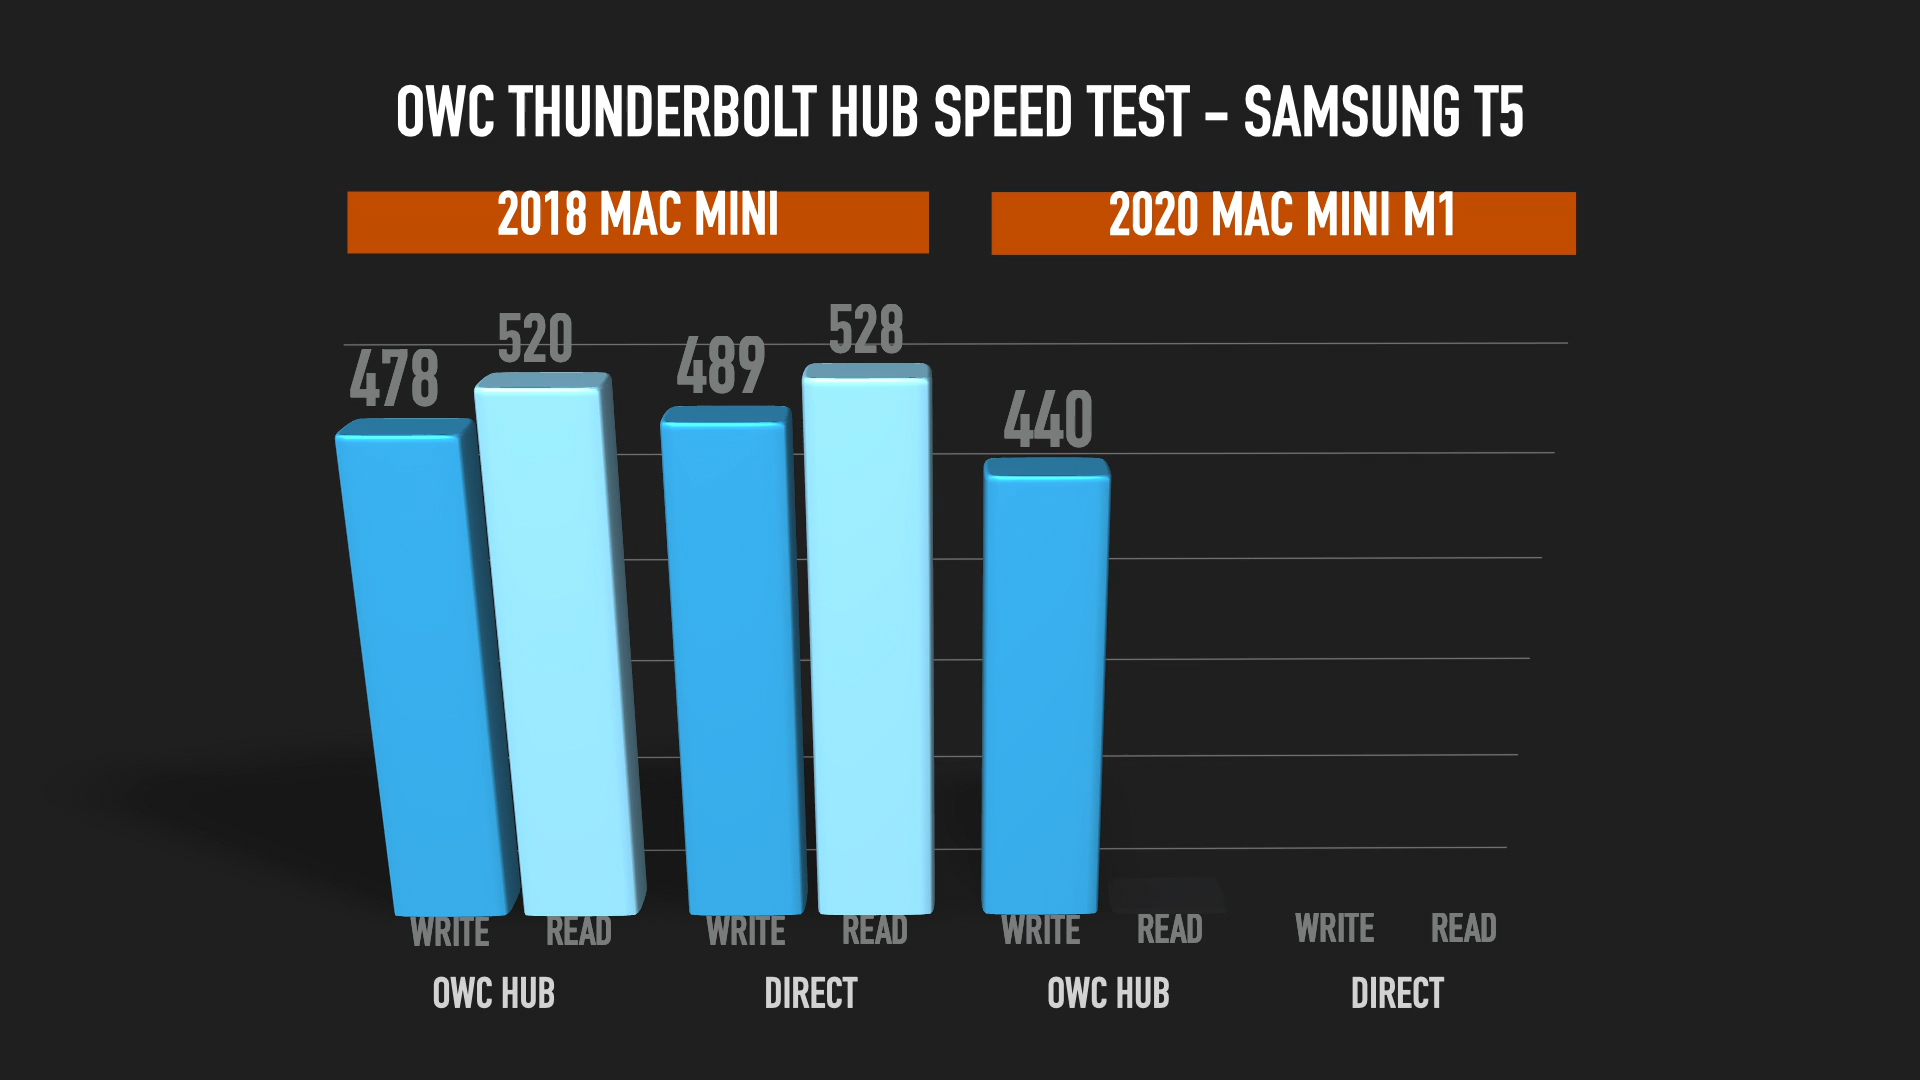 OWC THUNDERBOLT HUB SPEED TEST – SAMSUNG T5
2018 MAC MINI
2020 MAC MINI M1
478
520
489
528
440
WRITE READ WRITE READ WRITE READ WRITE READ
OWC HUB DIRECT OWC HUB DIRECT